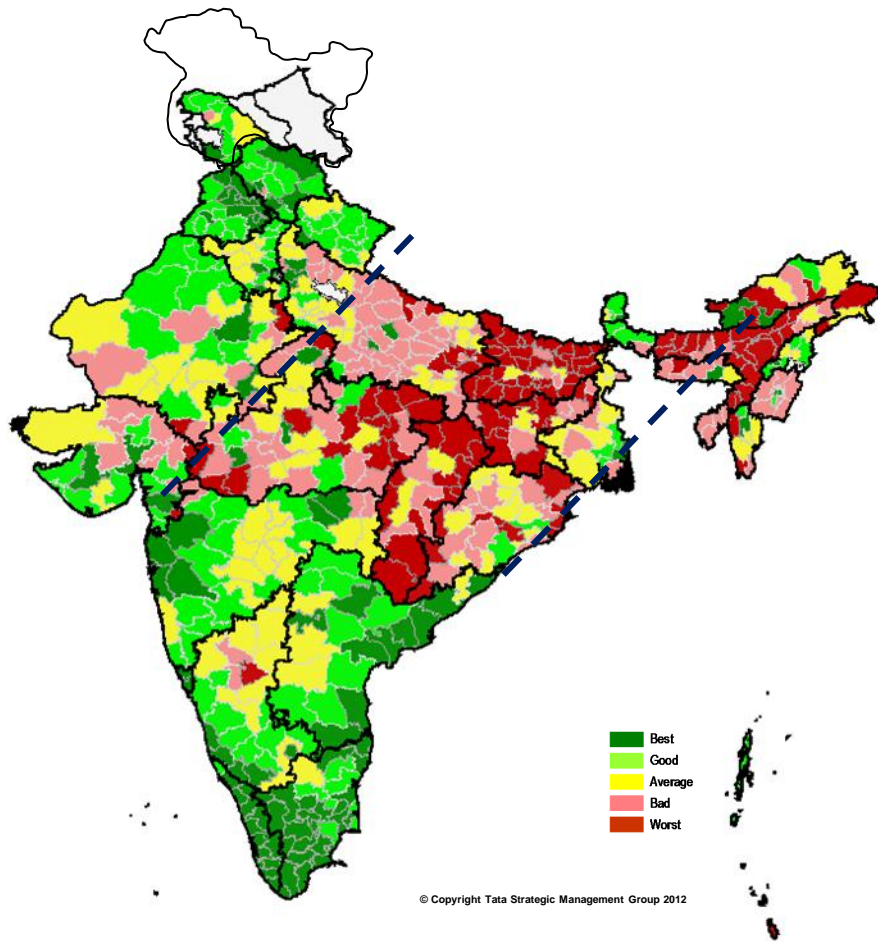 Best
Good
Average
Bad
Worst
© Copyright Tata Strategic Management Group 2012